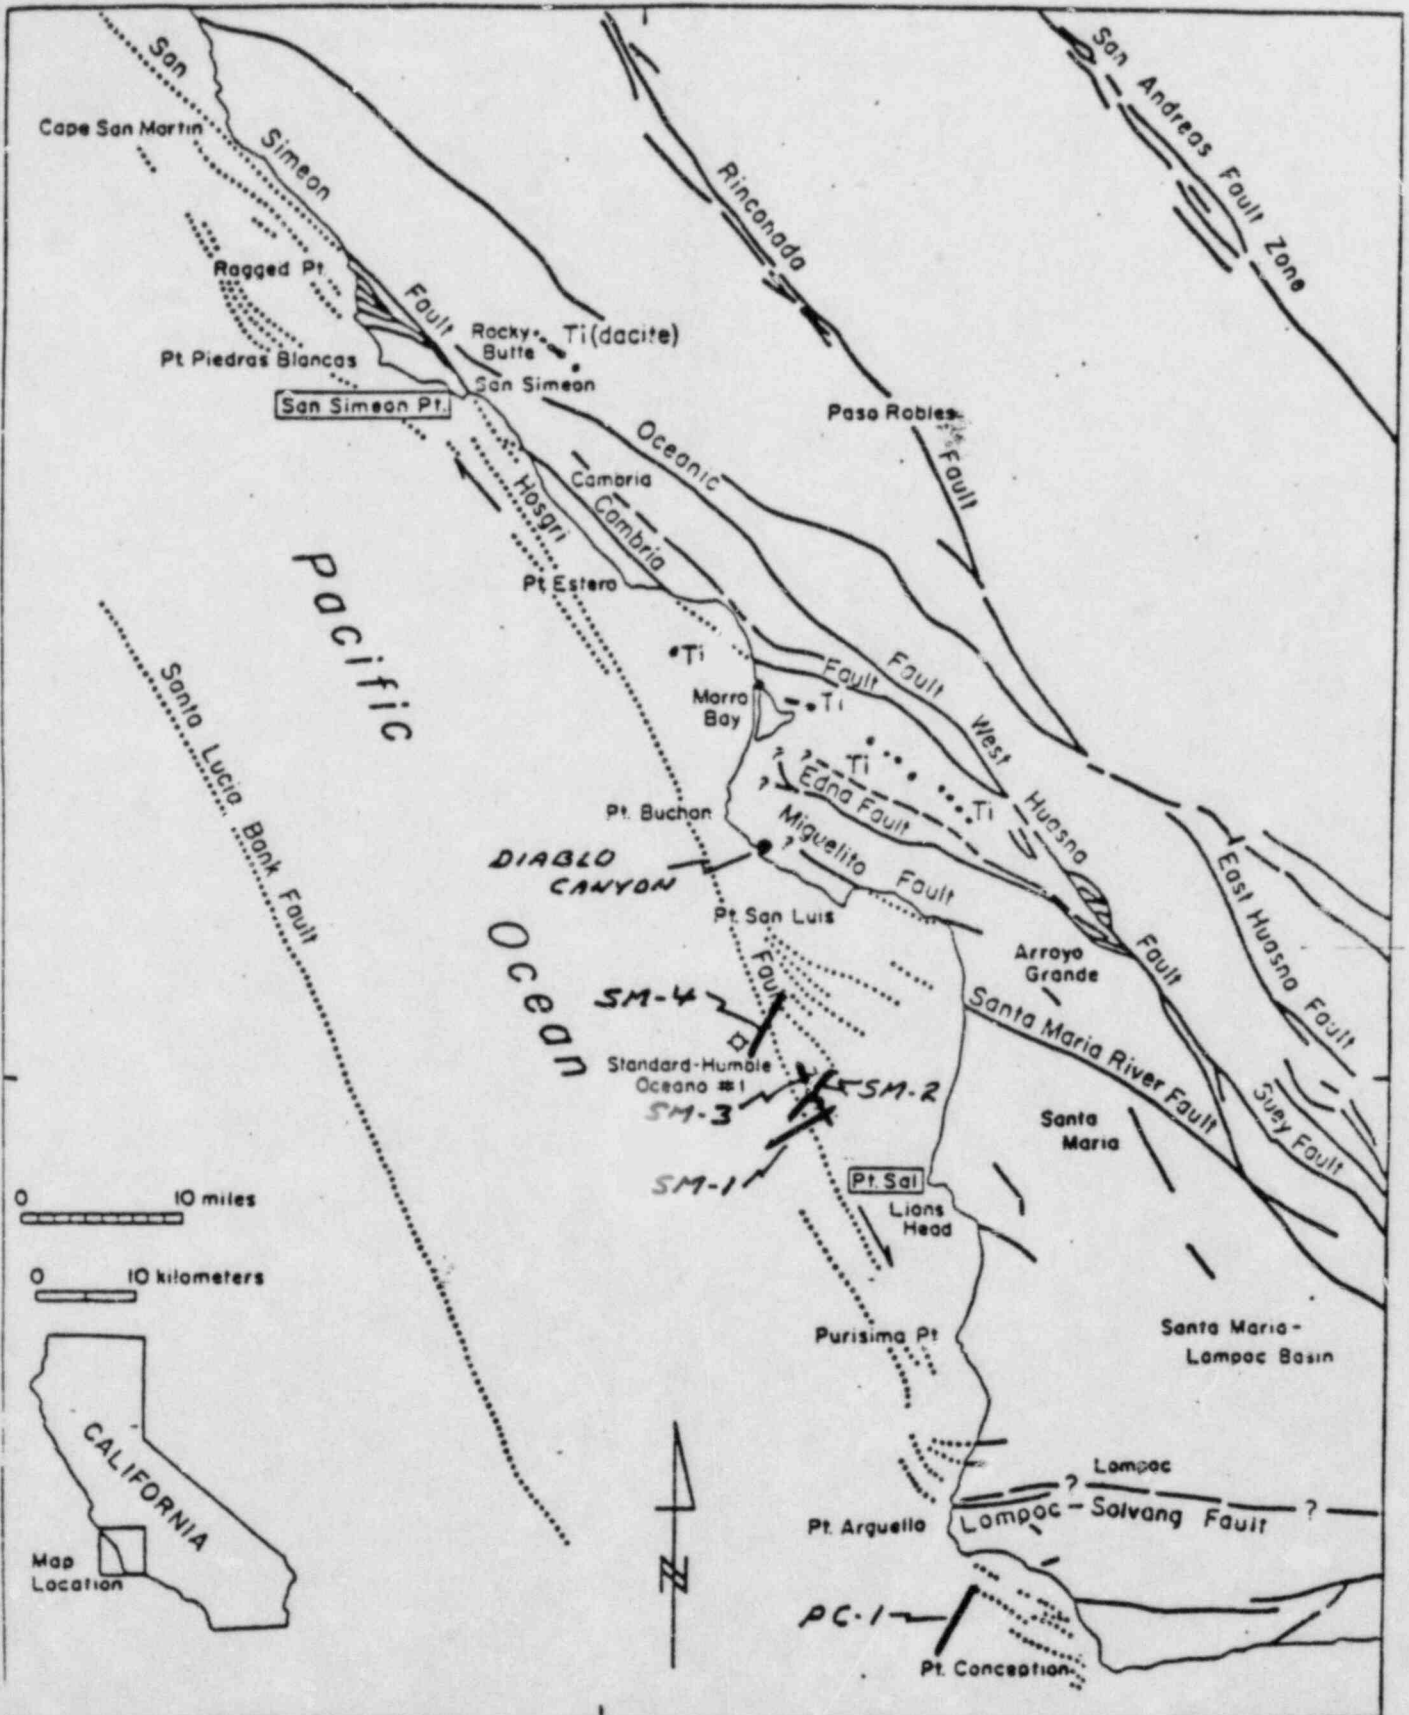 San Simeon Fault
San Andreas Fault Zone
Cape San Martin
Rinconada Fault
Ragged Pt.
Rocky
Butte
Ti (dacite)
Pt Piedras Blancas
San Simeon
San Simeon Pt.
Paso Robles
Oceanic Fault
Cambria
Cambria Fault
Hosgri Fault
Pt. Estero
Pacific Ocean
Santa Lucia Bank Fault
Ti
Morro
Bay
Ti
West Huasna Fault
?
?
Ti
?
Edna Fault
Ti
Pt. Buchon
Miguelito Fault
?
DIABLO
CANYON
East Huasna Fault
Pt. San Luis
Arroyo
Grande
SM-4
Santa Maria River Fault
Standard-Humble
Oceano #1
SM-2
SM-3
Suey Fault
Santa
Maria
SM-1
Pt. Sal
Lions
Head
0 10 miles
0 10 kilometers
Purisima Pt
Santa Maria-
Lompoc Basin
CALIFORNIA
Map
Location
N
Lompoc
?
?
Pt. Arguello
Lompoc-Solvang Fault
PC-1
Pt. Conception